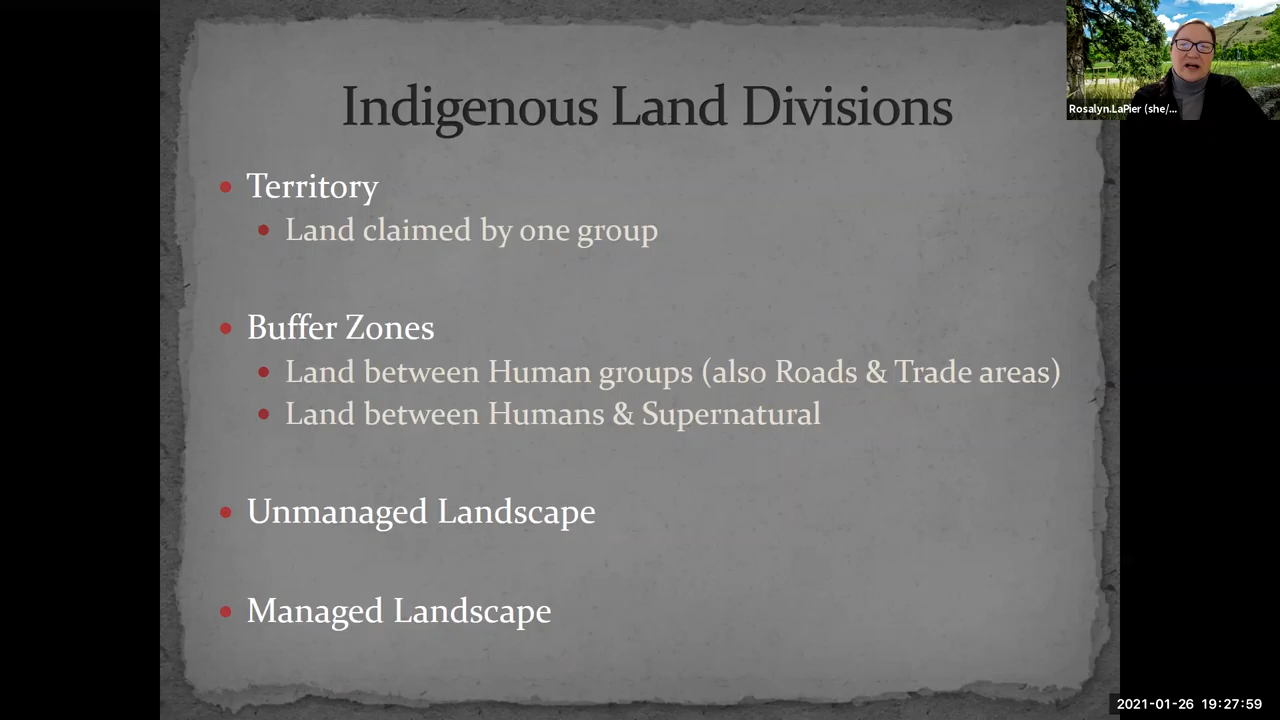 Indigenous Land Divisions
Rosalyn.LaPier (she/...
• Territory
• Land claimed by one group
• Buffer Zones
• Land between Human groups (also Roads & Trade areas)
• Land between Humans & Supernatural
• Unmanaged Landscape
• Managed Landscape
2021-01-26 19:27:59